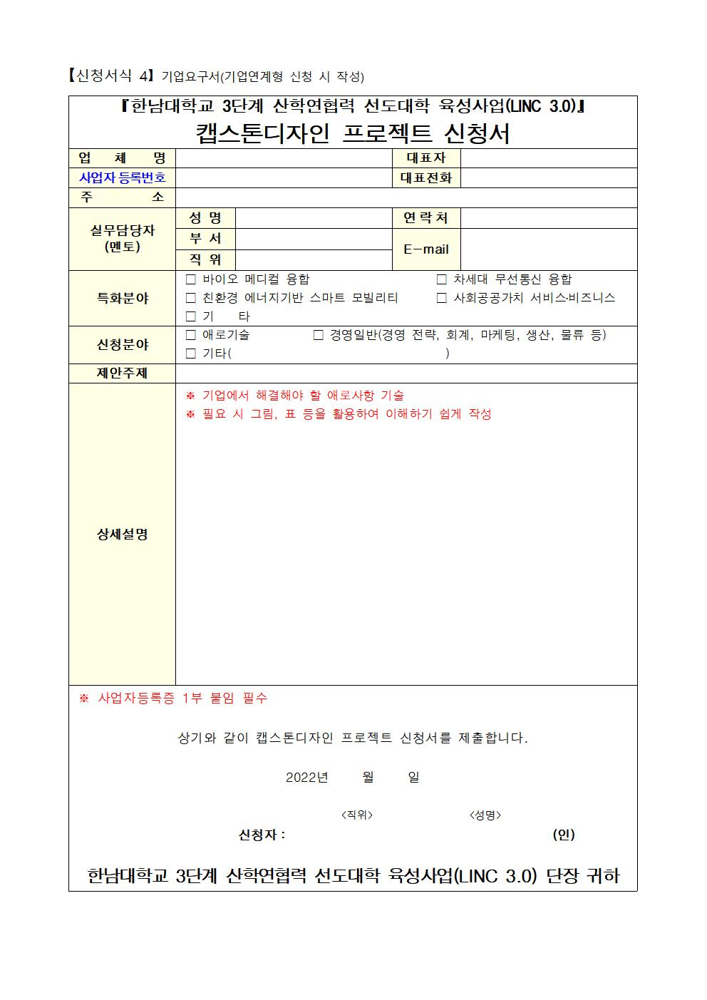 【신청서식 4】 기업요구서(기업연계형 신청 시 작성)
『한남대학교 3단계 산학연협력 선도대학 육성사업(LINC 3.0)』
캡스톤디자인 프로젝트 신청서
업 체 명 대표자
사업자 등록번호 대표전화
주 소
실무담당자
(멘토)
성 명 연 락 처
부 서
E-mail
직 위
특화분야
□ 바이오 메디컬 융합 □ 차세대 무선통신 융합
□ 친환경 에너지기반 스마트 모빌리티 □ 사회공공가치 서비스·비즈니스
□ 기 타
신청분야
□ 애로기술 □ 경영일반(경영 전략, 회계, 마케팅, 생산, 물류 등)
□ 기타( )
제안주제
상세설명
※ 기업에서 해결해야 할 애로사항 기술
※ 필요 시 그림, 표 등을 활용하여 이해하기 쉽게 작성
※ 사업자등록증 1부 붙임 필수
상기와 같이 캡스톤디자인 프로젝트 신청서를 제출합니다.
2022년 월 일
<직위> <성명>
신청자 : (인)
한남대학교 3단계 산학연협력 선도대학 육성사업(LINC 3.0) 단장 귀하